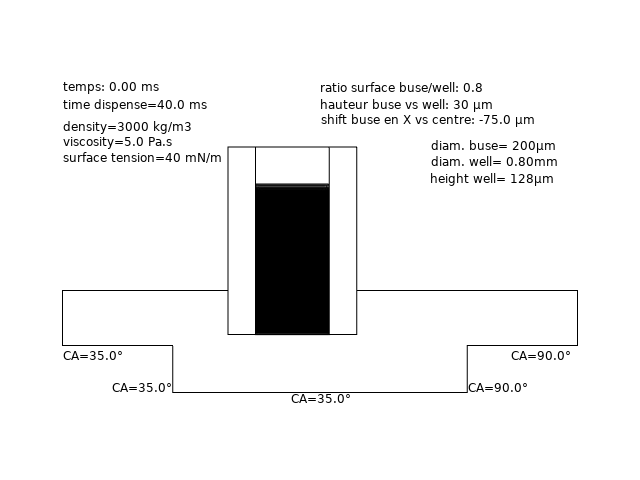 temps: 0.00 ms
time dispense=40.0 ms
density=3000 kg/m3
viscosity=5.0 Pa.s
surface tension=40 mN/m
ratio surface buse/well: 0.8
hauteur buse vs well: 30 µm
shift buse en X vs centre: -75.0 µm
diam. buse= 200µm
diam. well= 0.80mm
height well= 128µm
CA=35.0°
CA=90.0°
CA=35.0°
CA=90.0°
CA=35.0°